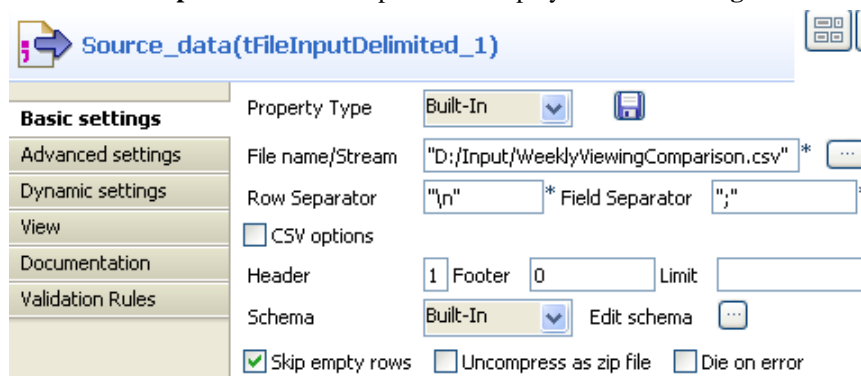 Source_data(tFileInputDelimited_1)
Basic settings
Property Type Built-In
Advanced settings
File name/Stream "D:/Input/WeeklyViewingComparison.csv" * ...
Dynamic settings
Row Separator "\n" * Field Separator ";" *
View
CSV options
Documentation
Header 1 Footer 0 Limit
Validation Rules
Schema Built-In Edit schema ...
Skip empty rows Uncompress as zip file Die on error